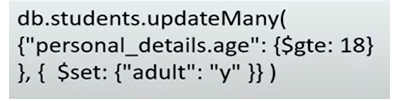 db.students.updateMany(
{"personal_details.age": {$gte: 18}
}, {  $set: {"adult": "y" }} )